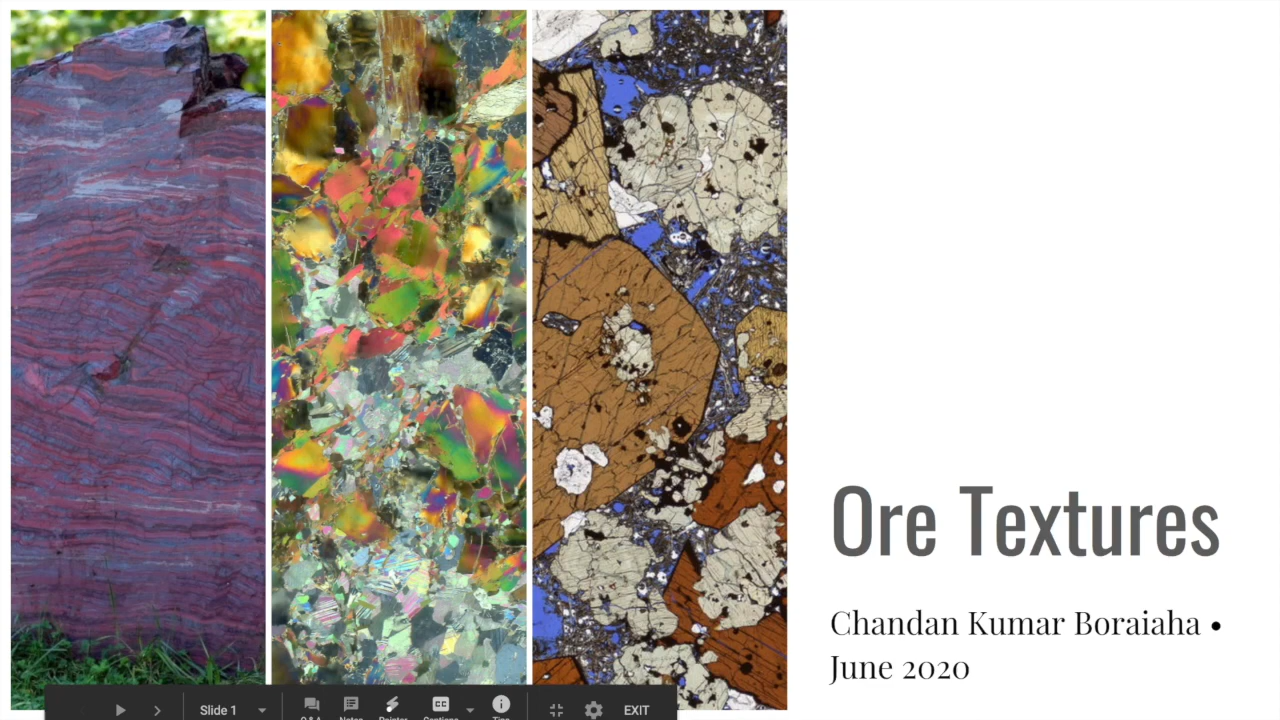 Ore Textures
Chandan Kumar Boraiaha •
June 2020
Slide 1
EXIT